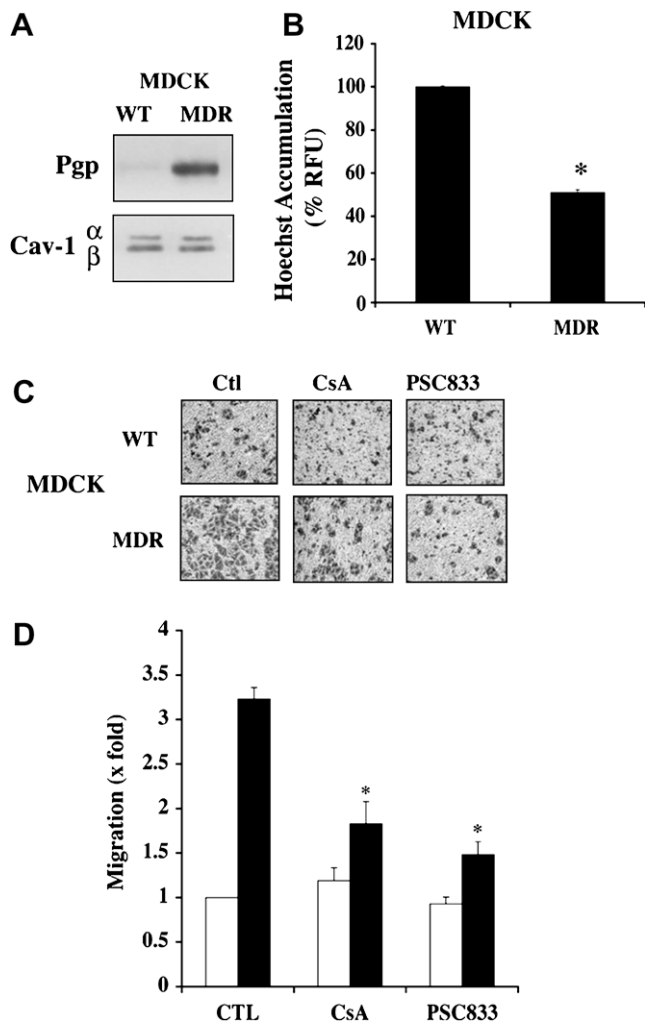 A
MDCK
WT MDR
Pgp
Cav-1 α
β
B
MDCK
Hoechst Accumulation
(% RFU)
120
100
80
60
40
20
0
*
WT MDR
C
Ctl CsA PSC833
WT
MDCK
MDR
D
Migration (x fold)
4
3.5
3
2.5
2
1.5
1
0.5
0
*
*
CTL CsA PSC833